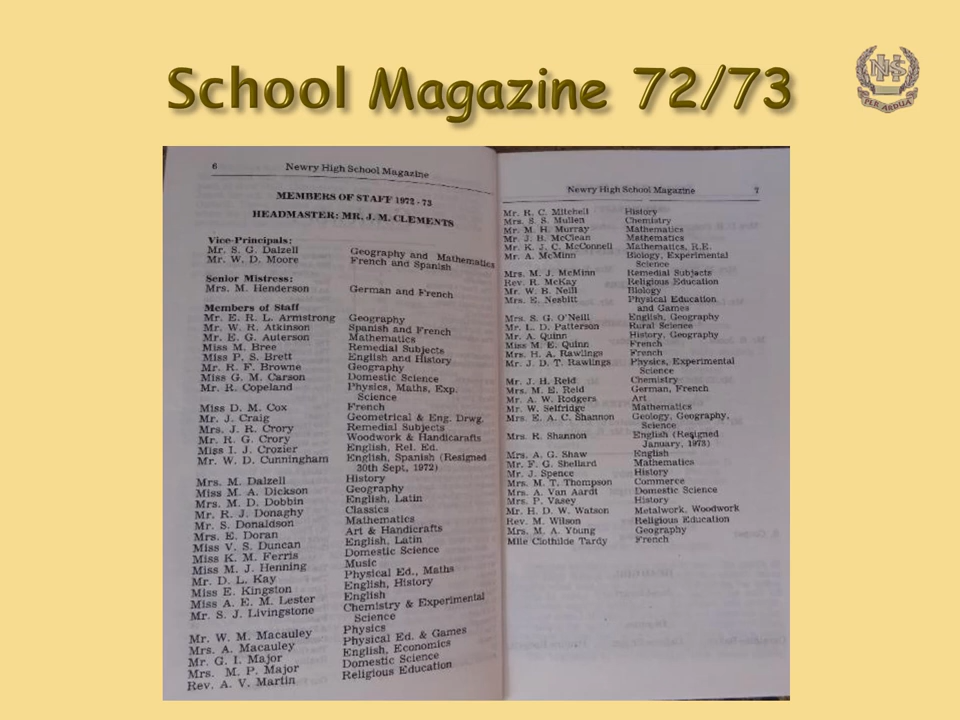 School Magazine 72/73
NHS
PER ARDUA
6 Newry High School Magazine
MEMBERS OF STAFF 1972 - 73
HEADMASTER: MR. J. M. CLEMENTS
Vice-Principals:
Mr. S. G. Dalzell Geography and Mathematics
Mr. W. D. Moore French and Spanish
Senior Mistress:
Mrs. M. Henderson German and French
Members of Staff
Mr. E. R. L. Armstrong Geography
Mr. W. R. Atkinson Spanish and French
Mr. E. G. Auterson Mathematics
Miss M. Bree Remedial Subjects
Miss P. S. Brett English and History
Mr. R. F. Browne Geography
Miss G. M. Carson Domestic Science
Mr. R. Copeland Physics, Maths, Exp.
Science
Miss D. M. Cox French
Mr. J. Craig Geometrical & Eng. Drwg.
Mrs. J. R. Crory Remedial Subjects
Mr. R. G. Crory Woodwork & Handicarafts
Miss I. J. Crozier English, Rel. Ed.
Mr. W. D. Cunningham English, Spanish (Resigned
30th Sept, 1972)
Mrs. M. Dalzell History
Miss M. A. Dickson Geography
Mrs. M. D. Dobbin English, Latin
Mr. R. J. Donaghy Classics
Mr. S. Donaldson Mathematics
Mrs. E. Doran Art & Handicrafts
Miss V. S. Duncan English, Latin
Miss K. M. Ferris Domestic Science
Miss M. J. Henning Music
Mr. D. L. Kay Physical Ed., Maths
Miss E. Kingston English, History
Miss A. E. M. Lester English
Mr. S. J. Livingstone Chemistry & Experimental
Science
Mr. W. M. Macauley Physics
Mrs. A. Macauley Physical Ed. & Games
Mr. G. I. Major English, Economics
Mrs. M. P. Major Domestic Science
Rev. A. V. Martin Religious Education
Newry High School Magazine 7
Mr. R. C. Mitchell History
Mrs. S. S. Mullen Chemistry
Mr. M. H. Murray Mathematics
Mr. J. B. McClean Mathematics
Mr. K. J. C. McConnell Mathematics, R.E.
Mr. A. McMinn Biology, Experimental
Science
Mrs. M. J. McMinn Remedial Subjects
Rev. R. McKay Religious Education
Mr. W. B. Neill Biology
Mrs. E. Nesbitt Physical Education
and Games
Mrs. S. G. O'Neill English, Geography
Mr. L. D. Patterson Rural Science
Mr. A. Quinn History, Geography
Miss M. E. Quinn French
Mrs. H. A. Rawlings French
Mr. J. D. T. Rawlings Physics, Experimental
Science
Mr. J. H. Reid Chemistry
Mrs. M. E. Reid German, French
Mr. A. W. Rodgers Art
Mr. W. Selfridge Mathematics
Mrs. E. A. C. Shannon Geology, Geography,
Science
Mrs. R. Shannon English (Resigned
January, 1973)
Mrs. A. G. Shaw English
Mr. F. G. Shellard Mathematics
Mr. J. Spence History
Mrs. M. T. Thompson Commerce
Mrs. A. Van Aardt Domestic Science
Mrs. P. Vasey History
Mr. H. D. W. Watson Metalwork, Woodwork
Rev. M. Wilson Religious Education
Mrs. M. A. Young Geography
Mlle Clothilde Tardy French